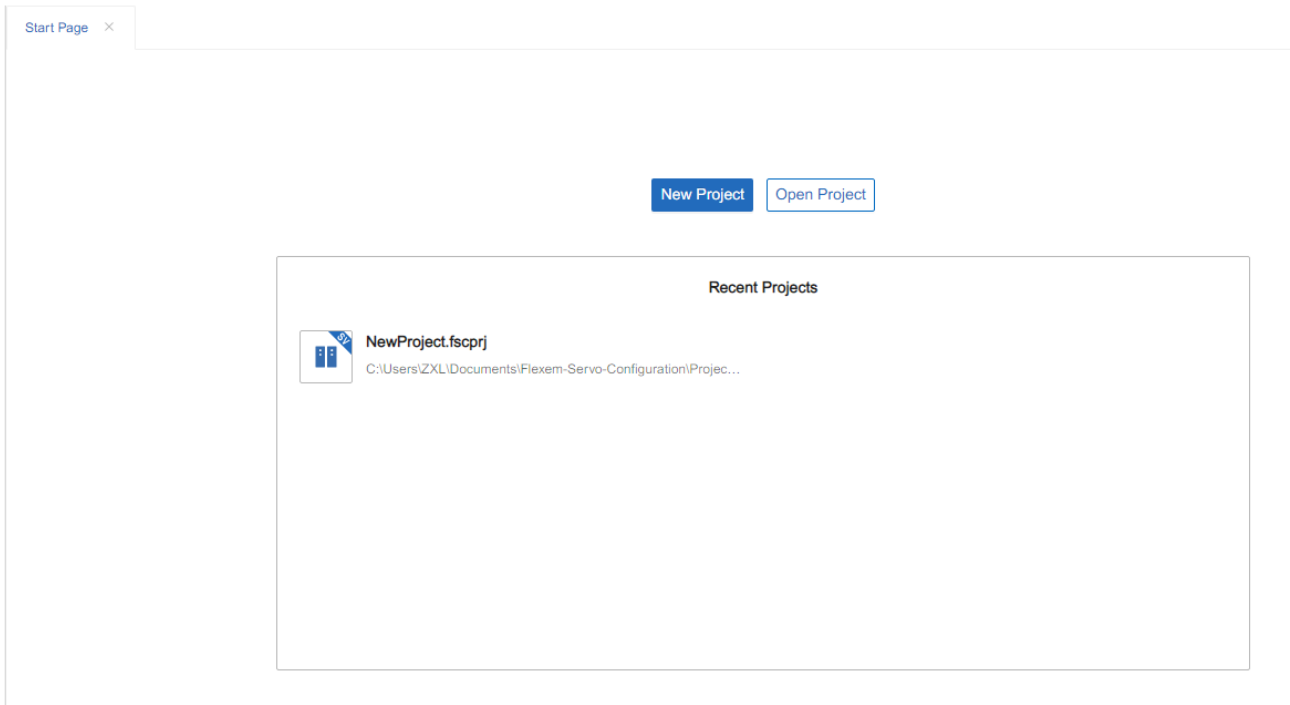 Start Page
New Project
Open Project
Recent Projects
SV
NewProject.fscprj
C:\Users\ZXL\Documents\Flexem-Servo-Configuration\Projec...